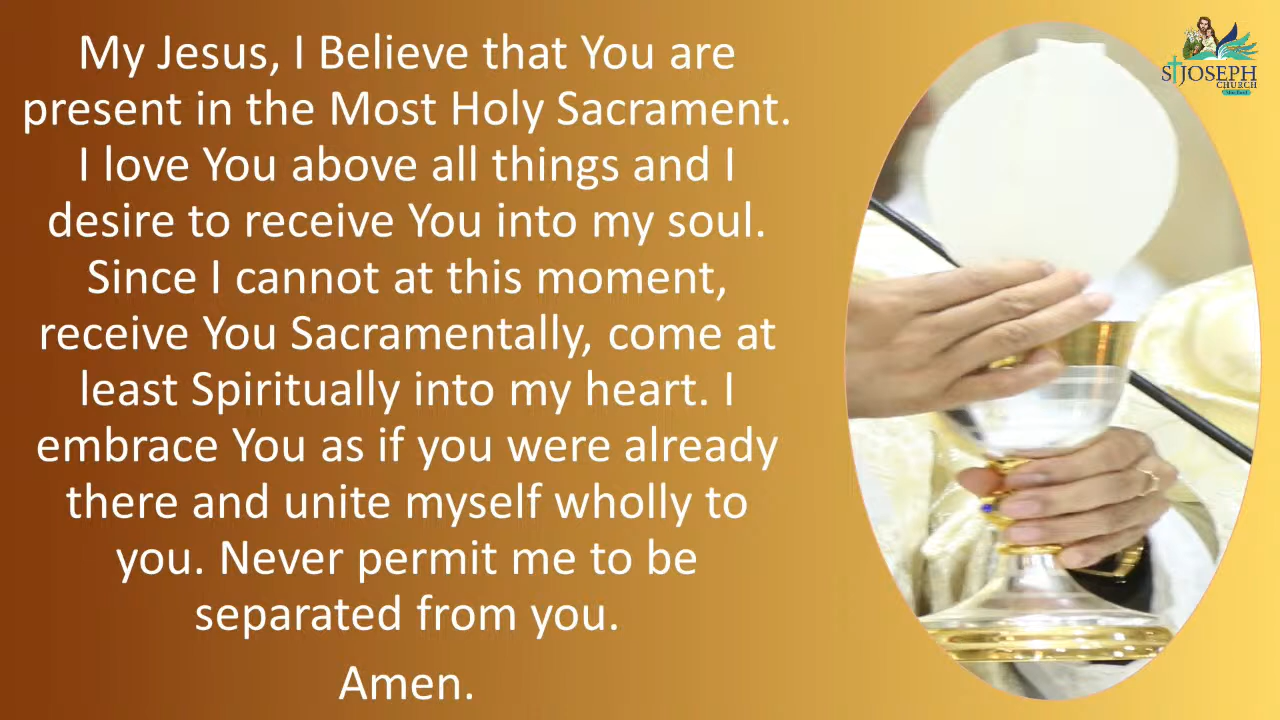 My Jesus, I Believe that You are
present in the Most Holy Sacrament.
I love You above all things and I
desire to receive You into my soul.
Since I cannot at this moment,
receive You Sacramentally, come at
least Spiritually into my heart. I
embrace You as if you were already
there and unite myself wholly to
you. Never permit me to be
separated from you.
Amen.
ST JOSEPH
CHURCH